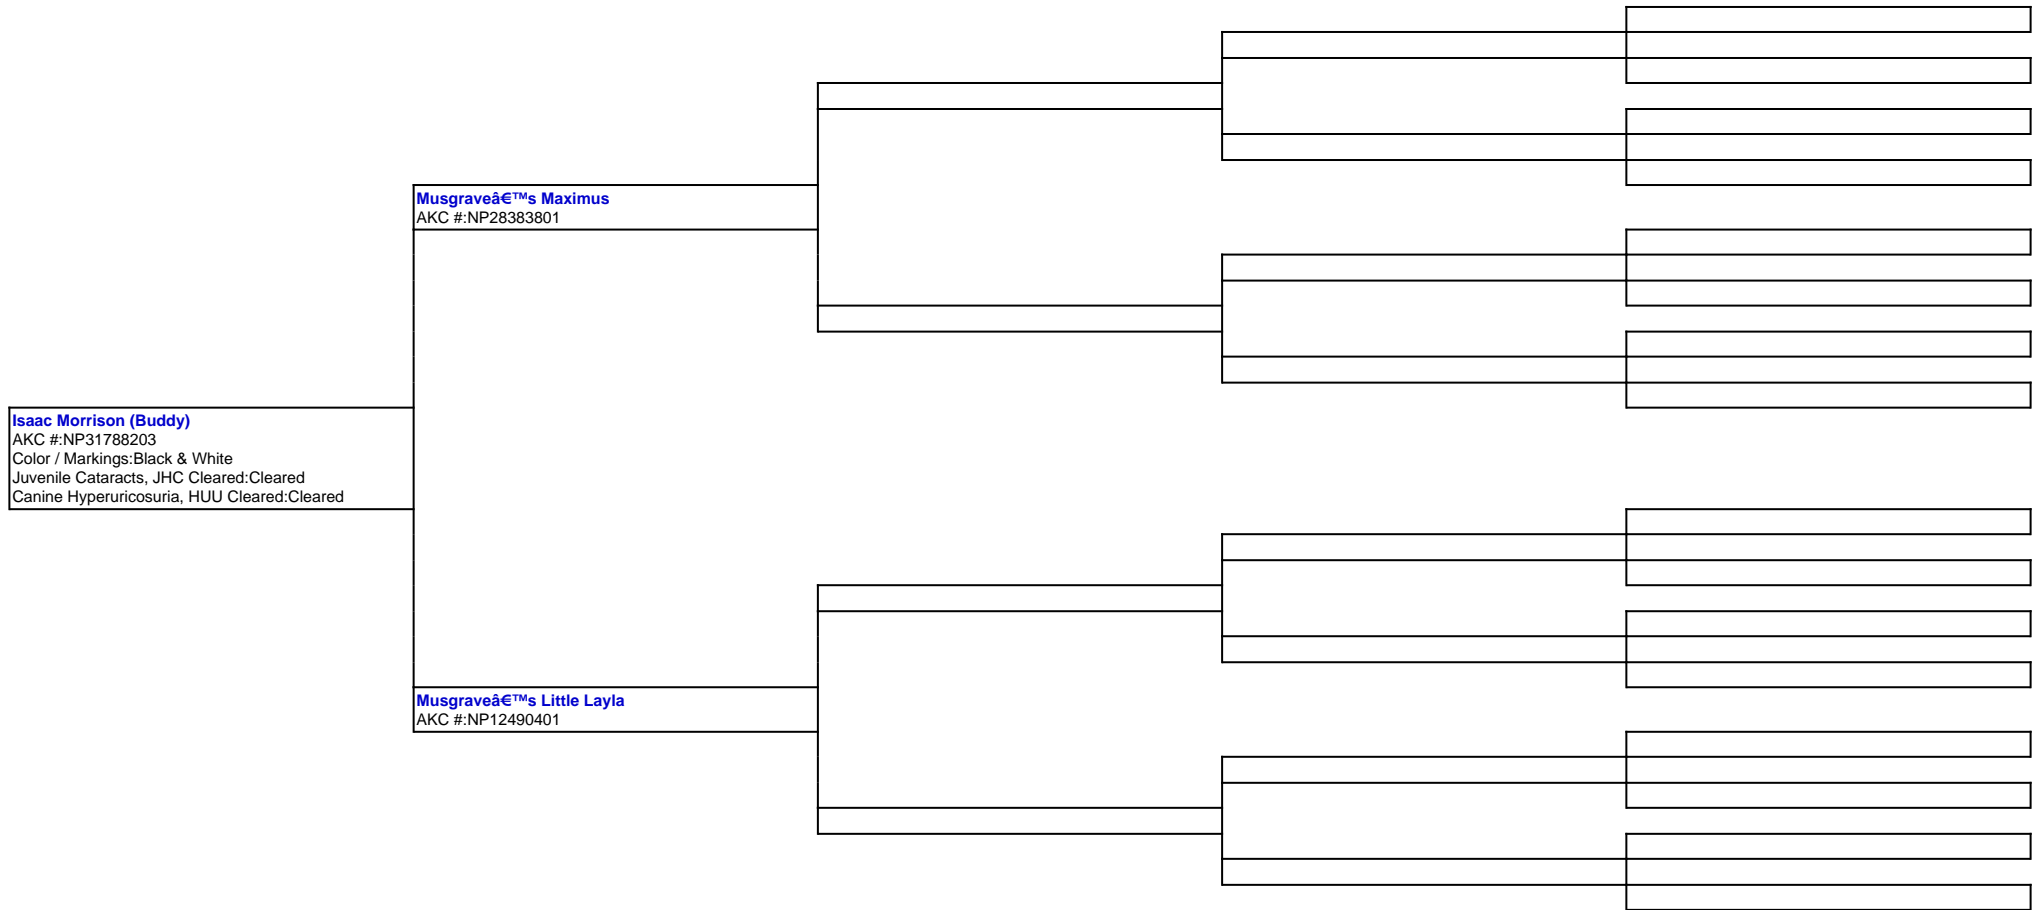 Musgraveâ€™s Maximus
AKC #:NP28383801
Isaac Morrison (Buddy)
AKC #:NP31788203
Color / Markings:Black & White
Juvenile Cataracts, JHC Cleared:Cleared
Canine Hyperuricosuria, HUU Cleared:Cleared
Musgraveâ€™s Little Layla
AKC #:NP12490401